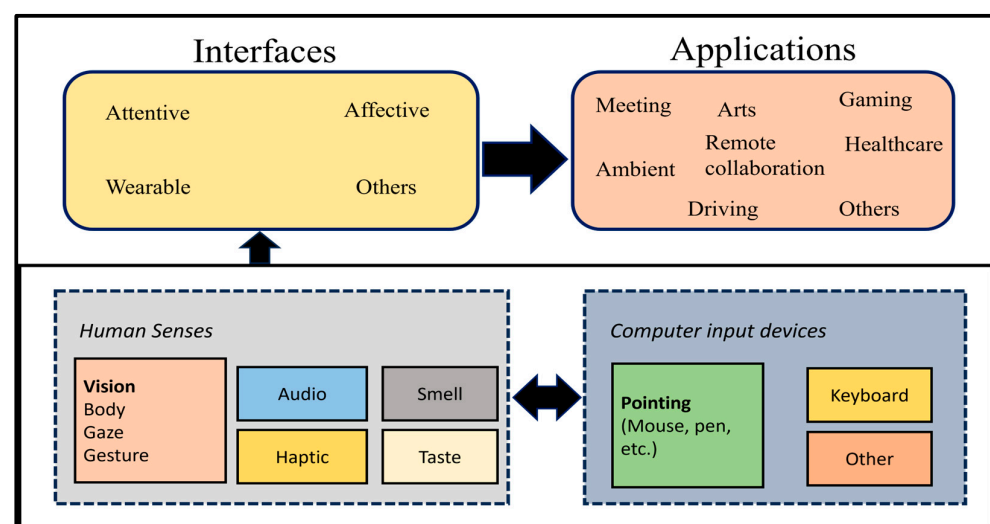 Interfaces
Applications
Attentive
Affective
Wearable
Others
Meeting
Arts
Gaming
Ambient
Remote
collaboration
Healthcare
Driving
Others
Human Senses
Vision
Body
Gaze
Gesture
Audio
Smell
Haptic
Taste
Computer input devices
Pointing
(Mouse, pen,
etc.)
Keyboard
Other